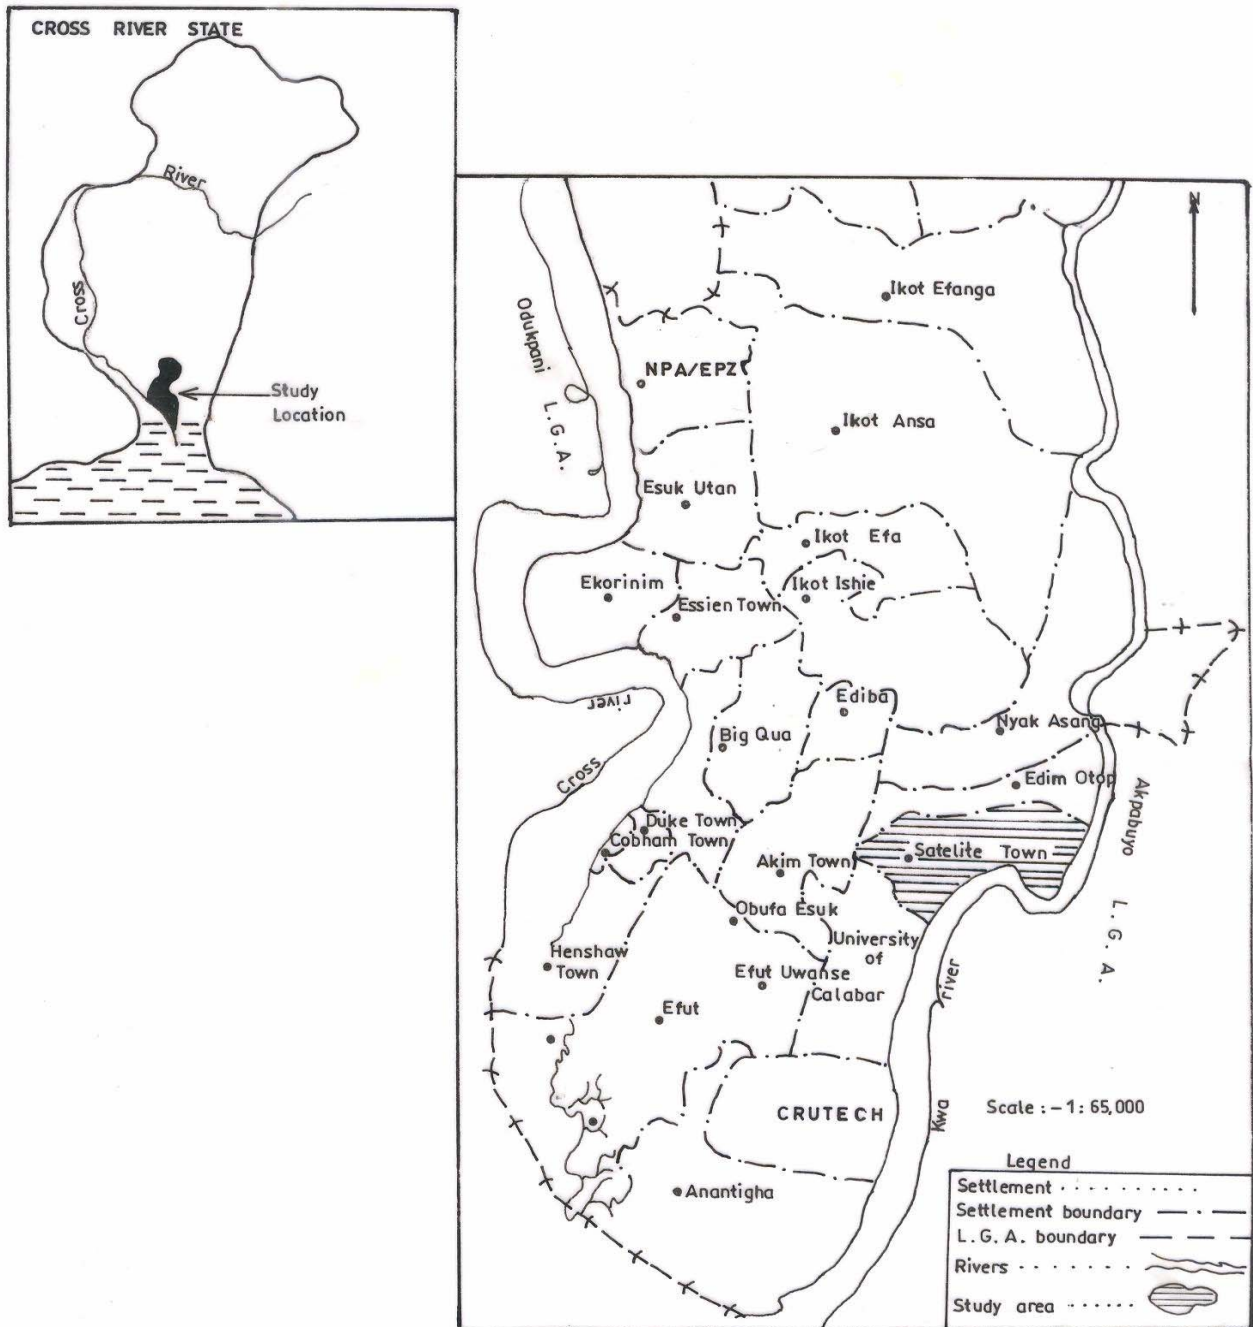 CROSS RIVER STATE
River
Cross
Study
Location
N
Ikot Efanga
Odukpani L.G.A.
NPA/EPZ
Ikot Ansa
Esuk Utan
Ikot Efa
Ekorinim
Ikot Ishie
Essien Town
river
Ediba
Big Qua
Nyak Asang
Cross
Edim Otop
Akpabuyo L.G.A.
Duke Town
Cobham Town
Satelite Town
Akim Town
Obufa Esuk
University
of
Calabar
Henshaw
Town
Efut Uwanse
Efut
river
Kwa
CRUTECH
Scale :-1: 65,000
Anantigha
Legend
Settlement . . . . . . . . . . .
Settlement boundary
L.G.A. boundary
Rivers . . . . . . .
Study area . . . . . .